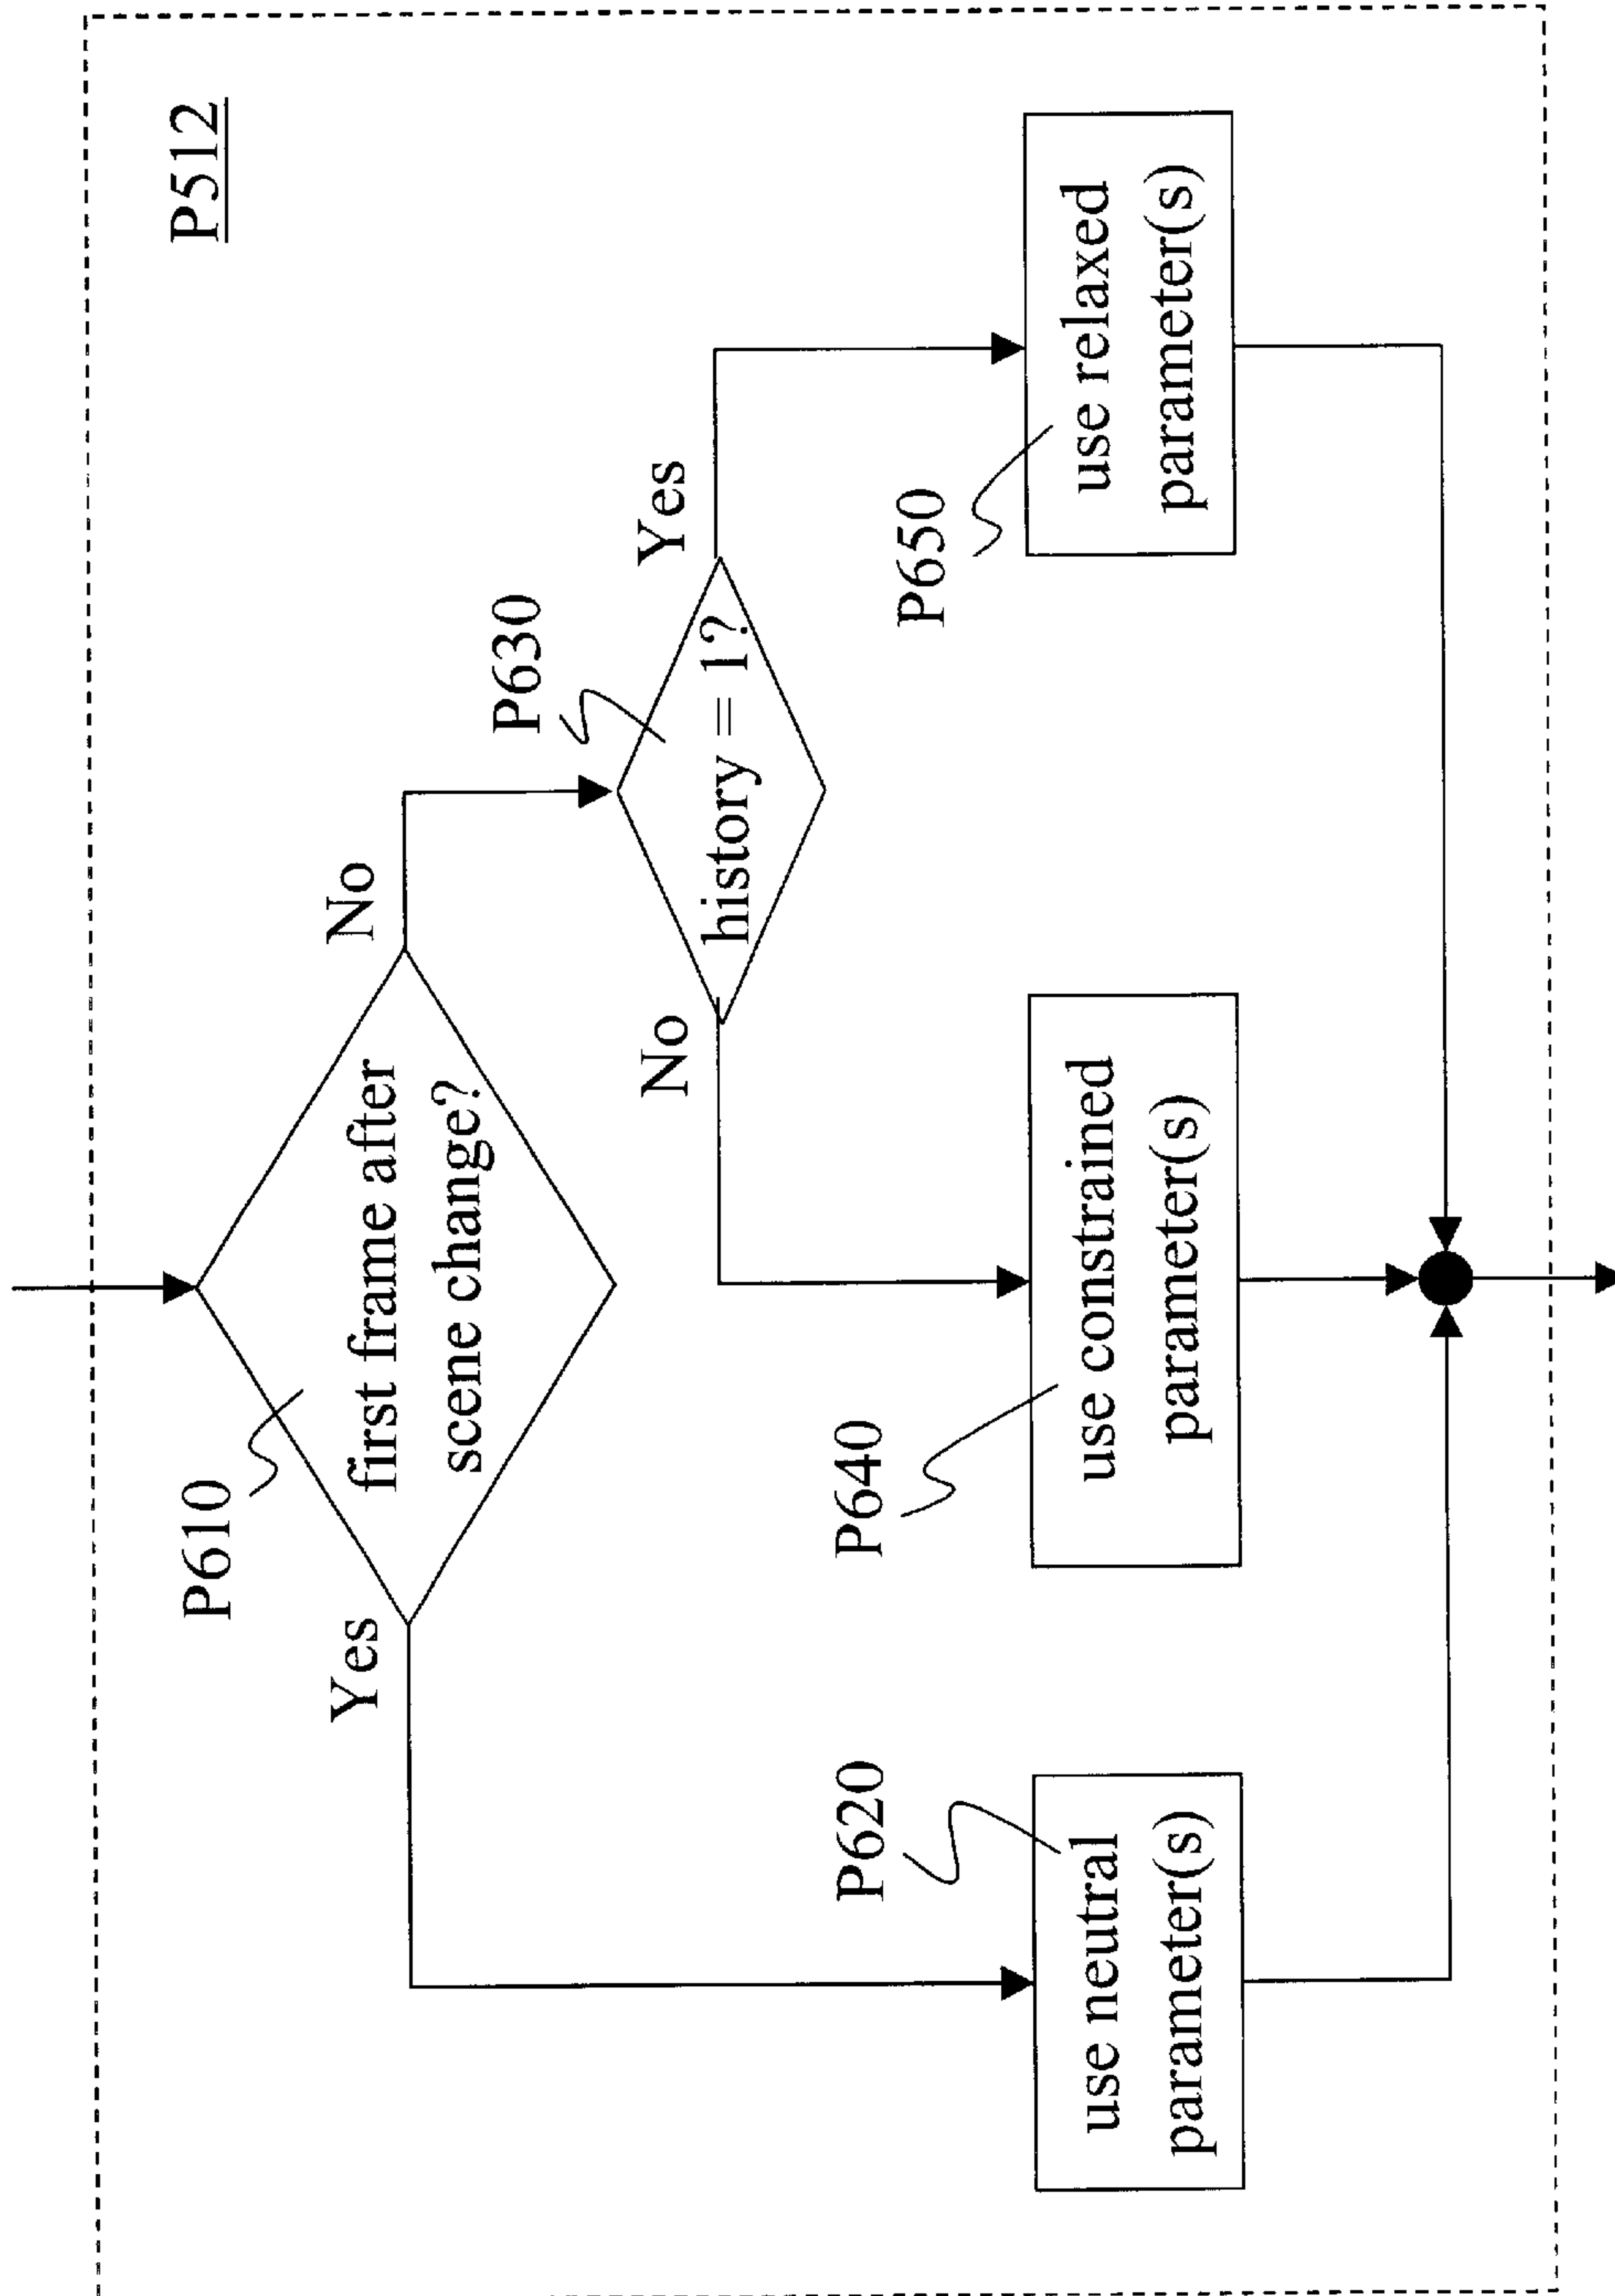 P512
P610
first frame after
scene change?
Yes
No
P630
history = 1?
No
Yes
P620
use neutral
parameter(s)
P640
use constrained
parameter(s)
P650
use relaxed
parameter(s)